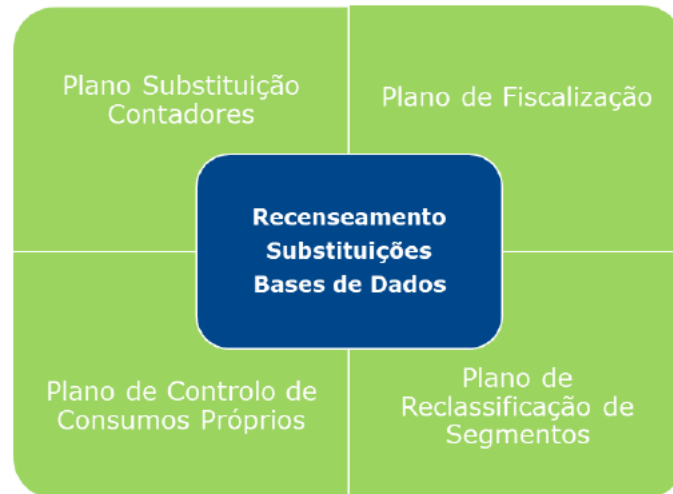 Plano Substituição
Contadores
Plano de Fiscalização
Recenseamento
Substituições
Bases de Dados
Plano de Controlo de
Consumos Próprios
Plano de
Reclassificação de
Segmentos